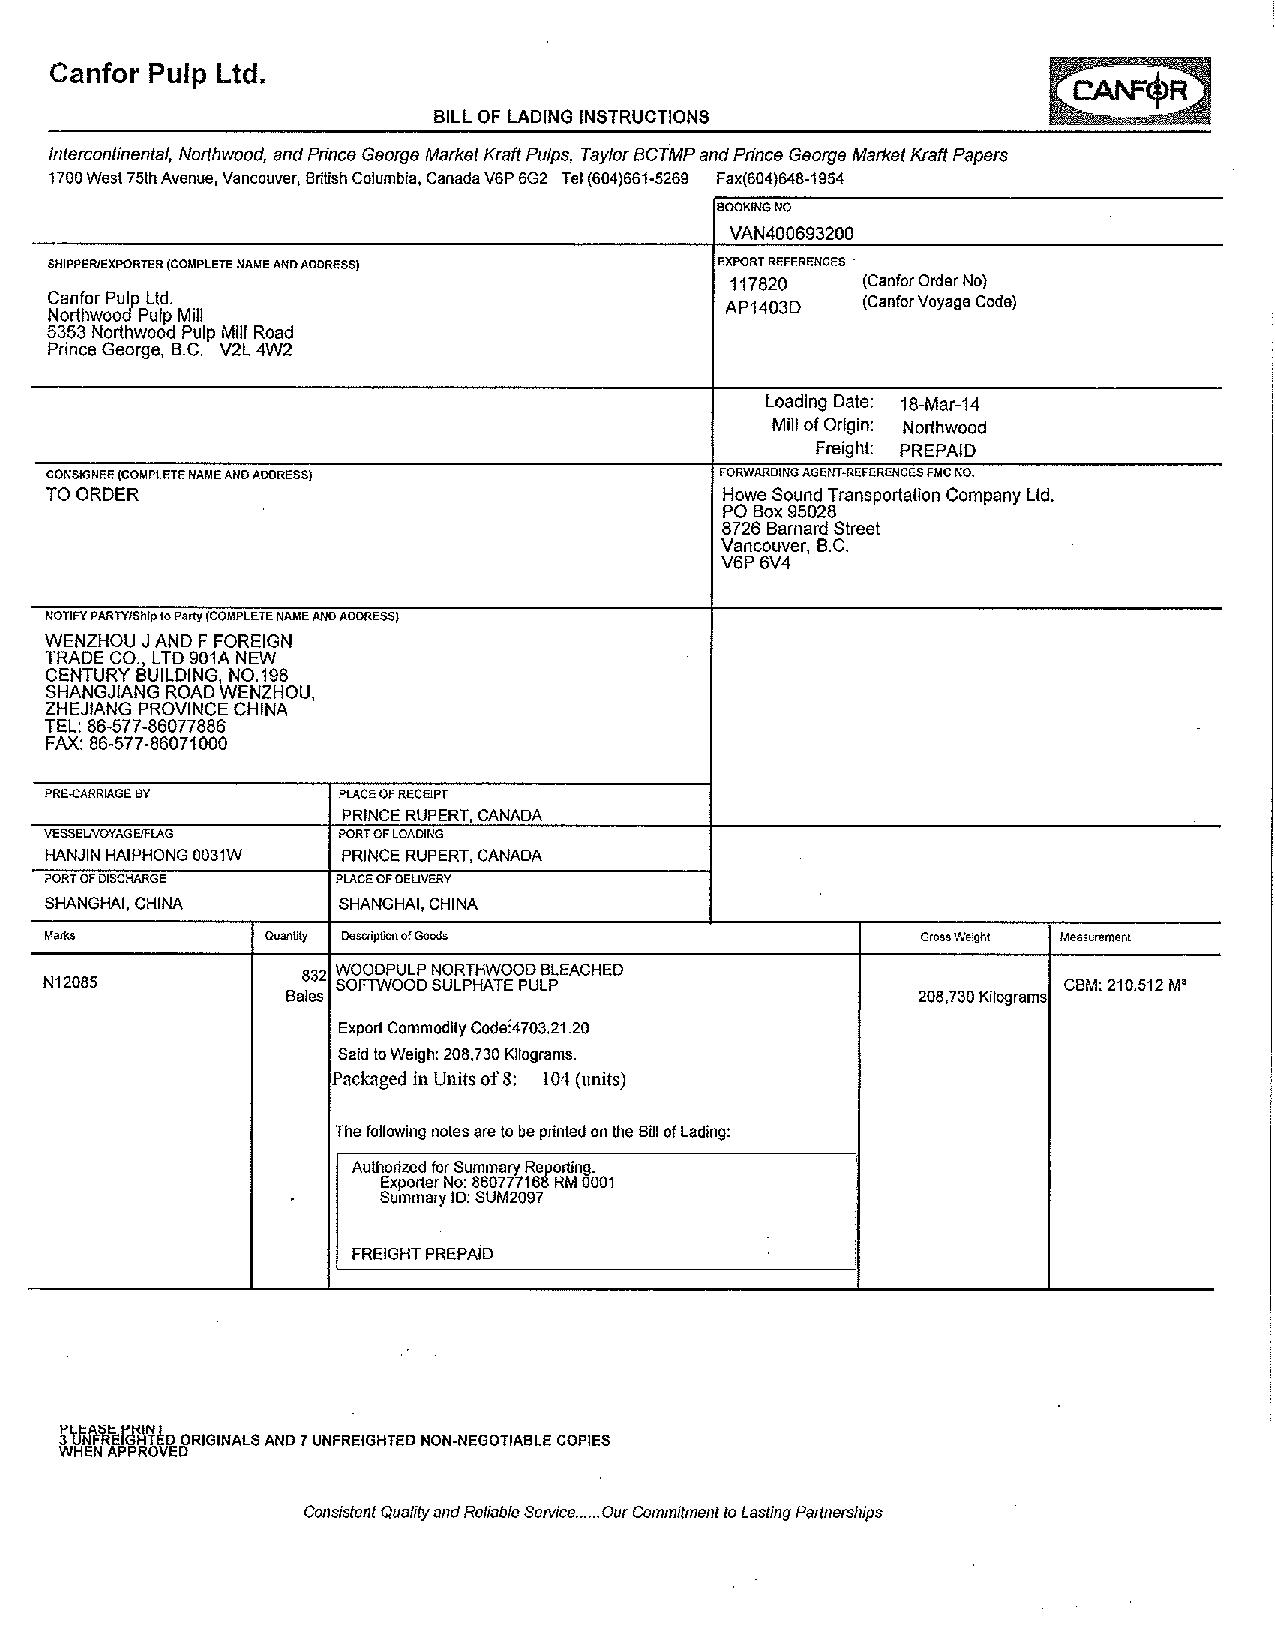 Canfor Pulp Ltd.
CANFOR
BILL OF LADING INSTRUCTIONS
Intercontinental, Northwood, and Prince George Market Kraft Pulps, Taylor BCTMP and Prince George Market Kraft Papers
1700 West 75th Avenue, Vancouver, British Columbia, Canada V6P 6G2 Tel (604)661-5269 Fax(604)648-1954
BOOKING NO
VAN400693200
SHIPPER/EXPORTER (COMPLETE NAME AND ADDRESS)
Canfor Pulp Ltd.
Northwood Pulp Mill
5353 Northwood Pulp Mill Road
Prince George, B.C. V2L 4W2
EXPORT REFERENCES
117820 (Canfor Order No)
AP1403D (Canfor Voyage Code)
Loading Date: 18-Mar-14
Mill of Origin: Northwood
Freight: PREPAID
CONSIGNEE (COMPLETE NAME AND ADDRESS)
TO ORDER
FORWARDING AGENT-REFERENCES FMC NO.
Howe Sound Transportation Company Ltd.
PO Box 95028
8726 Barnard Street
Vancouver, B.C.
V6P 6V4
NOTIFY PARTY/Ship to Party (COMPLETE NAME AND ADDRESS)
WENZHOU J AND F FOREIGN
TRADE CO., LTD 901A NEW
CENTURY BUILDING, NO.198
SHANGJIANG ROAD WENZHOU,
ZHEJIANG PROVINCE CHINA
TEL: 86-577-86077886
FAX: 86-577-86071000
PRE-CARRIAGE BY
PLACE OF RECEIPT
PRINCE RUPERT, CANADA
VESSEL/VOYAGE/FLAG
PORT OF LOADING
HANJIN HAIPHONG 0031W
PRINCE RUPERT, CANADA
PORT OF DISCHARGE
PLACE OF DELIVERY
SHANGHAI, CHINA
SHANGHAI, CHINA
Marks Quantity Description of Goods Gross Weight Measurement
N12085
832
Bales
WOODPULP NORTHWOOD BLEACHED
SOFTWOOD SULPHATE PULP
208,730 Kilograms
CBM: 210.512 M³
Export Commodity Code:4703.21.20
Said to Weigh: 208,730 Kilograms.
Packaged in Units of 8: 104 (units)
The following notes are to be printed on the Bill of Lading:
Authorized for Summary Reporting.
Exporter No: 860777168 RM 0001
Summary ID: SUM2097
FREIGHT PREPAID
PLEASE PRINT
3 UNFREIGHTED ORIGINALS AND 7 UNFREIGHTED NON-NEGOTIABLE COPIES
WHEN APPROVED
Consistent Quality and Reliable Service......Our Commitment to Lasting Partnerships